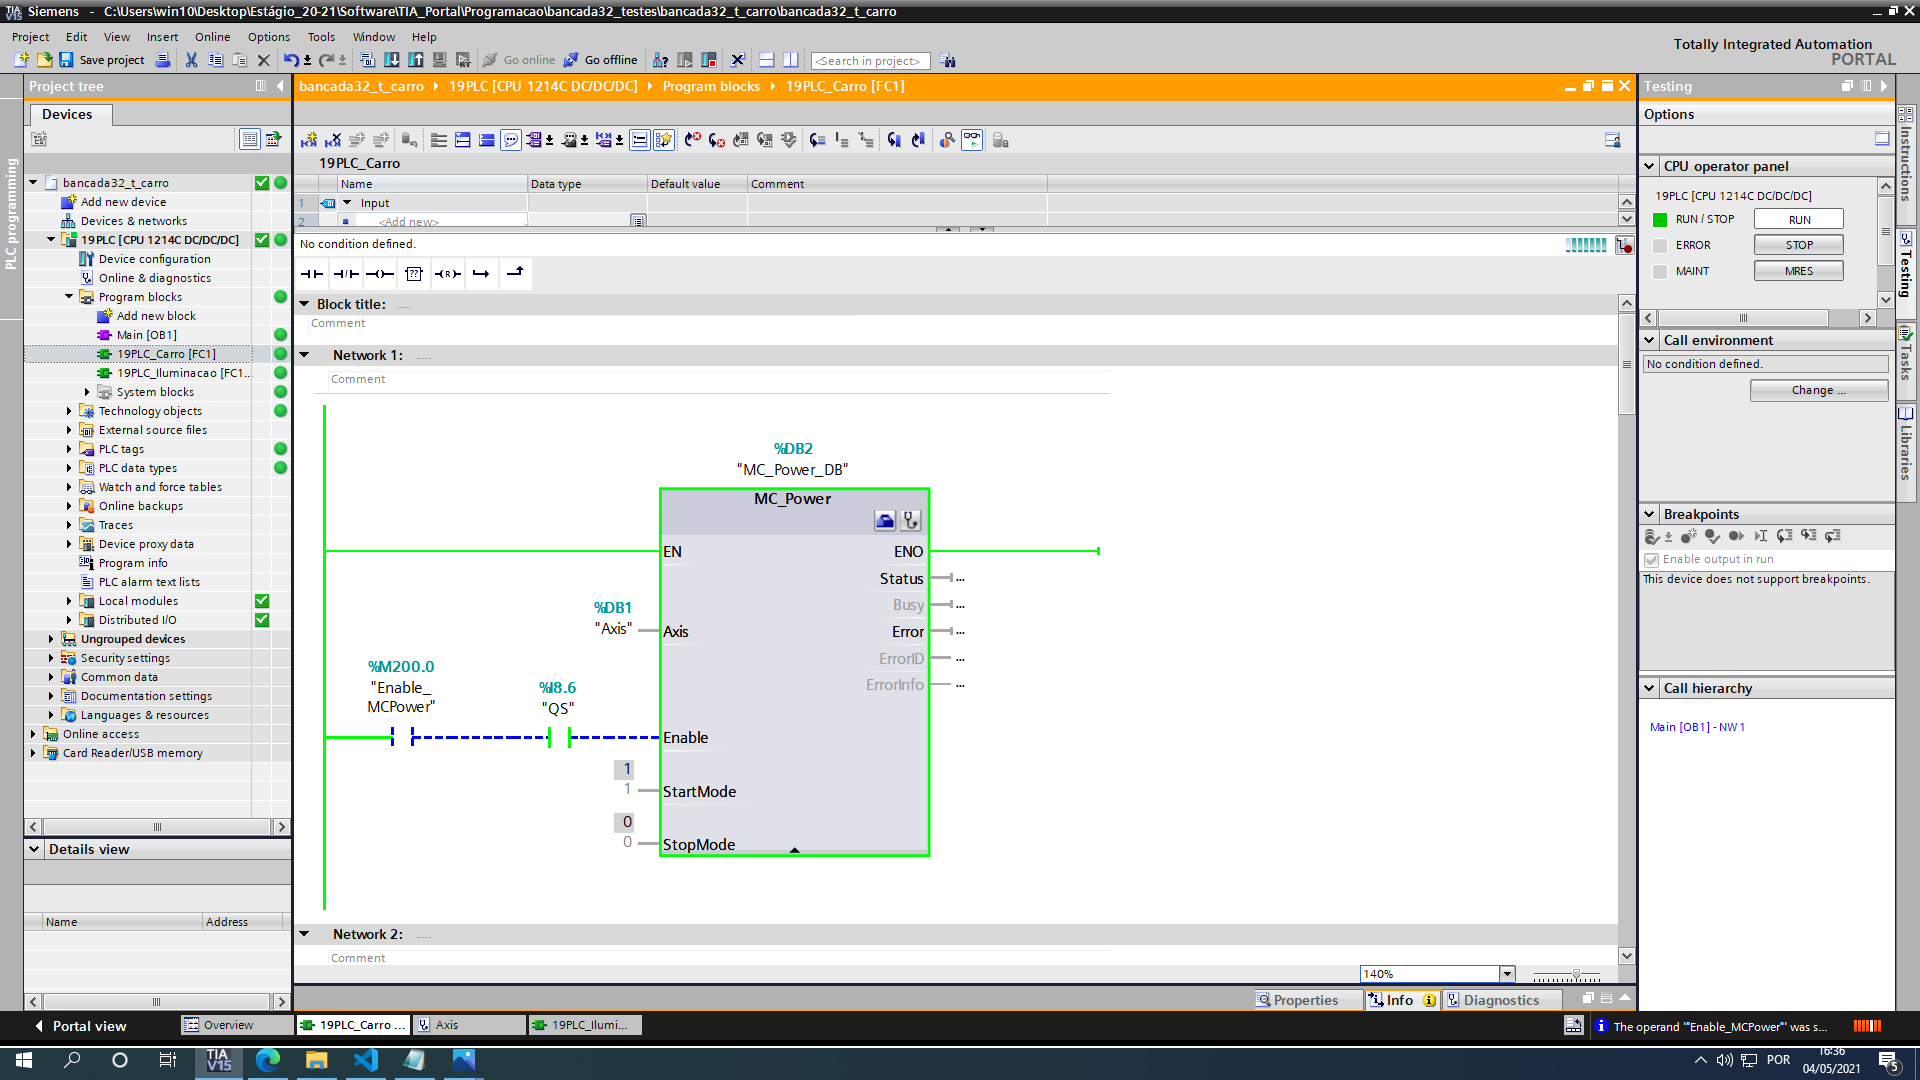 Siemens - C:\Users\win10\Desktop\Estágio_20-21\Software\TIA_Portal\Programacao\bancada32_testes\bancada32_t_carro\bancada32_t_carro
Project Edit View Insert Online Options Tools Window Help
Totally Integrated Automation
PORTAL
Save project
Go online
Go offline
<Search in project>
Project tree
bancada32_t_carro
19PLC [CPU 1214C DC/DC/DC]
Program blocks
19PLC_Carro [FC1]
Testing
Devices
Options
PLC programming
bancada32_t_carro
Add new device
Devices & networks
19PLC [CPU 1214C DC/DC/DC]
Device configuration
Online & diagnostics
Program blocks
Add new block
Main [OB1]
19PLC_Carro [FC1]
19PLC_Iluminacao [FC1...
System blocks
Technology objects
External source files
PLC tags
PLC data types
Watch and force tables
Online backups
Traces
Device proxy data
Program info
PLC alarm text lists
Local modules
Distributed I/O
Ungrouped devices
Security settings
Common data
Documentation settings
Languages & resources
Online access
Card Reader/USB memory
Details view
Name Address
19PLC_Carro
Name Data type Default value Comment
1 Input
2 <Add new>
No condition defined.
Block title: .....
Comment
Network 1: .....
Comment
%DB2
"MC_Power_DB"
MC_Power
EN ENO
Status ...
Busy ...
%DB1
"Axis" Axis
Error ...
ErrorID ...
ErrorInfo ...
%M200.0
"Enable_
MCPower"
%I8.6
"QS"
Enable
1
1 StartMode
0
0 StopMode
Network 2: .....
Comment
140%
Properties Info Diagnostics
CPU operator panel
19PLC [CPU 1214C DC/DC/DC]
RUN / STOP RUN
ERROR STOP
MAINT MRES
Call environment
No condition defined.
Change ...
Breakpoints
Enable output in run
This device does not support breakpoints.
Call hierarchy
Main [OB1] - NW 1
Instructions
Testing
Tasks
Libraries
Portal view
Overview
19PLC_Carro ...
Axis
19PLC_Ilumi...
The operand '"Enable_MCPower"' was s...
TIA
V15
POR
16:36
04/05/2021
5